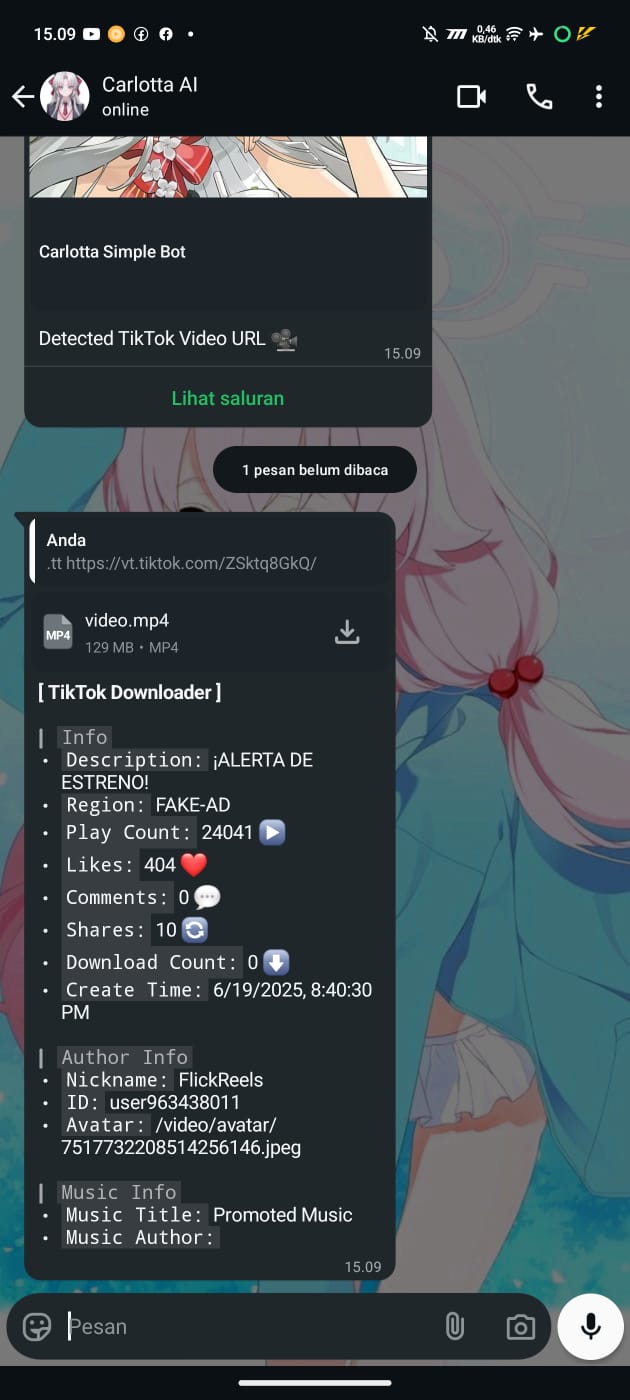 15.09
0,46
KB/dtk
Carlotta AI
online
Carlotta Simple Bot
Detected TikTok Video URL 🎥
15.09
Lihat saluran
1 pesan belum dibaca
Anda
.tt https://vt.tiktok.com/ZSktq8GkQ/
MP4
video.mp4
129 MB • MP4
[ TikTok Downloader ]
| Info
• Description: ¡ALERTA DE
ESTRENO!
• Region: FAKE-AD
• Play Count: 24041 ▶️
• Likes: 404 ❤️
• Comments: 0 💬
• Shares: 10 🔄
• Download Count: 0 ⬇️
• Create Time: 6/19/2025, 8:40:30
PM
| Author Info
• Nickname: FlickReels
• ID: user963438011
• Avatar: /video/avatar/
7517732208514256146.jpeg
| Music Info
• Music Title: Promoted Music
• Music Author:
15.09
Pesan